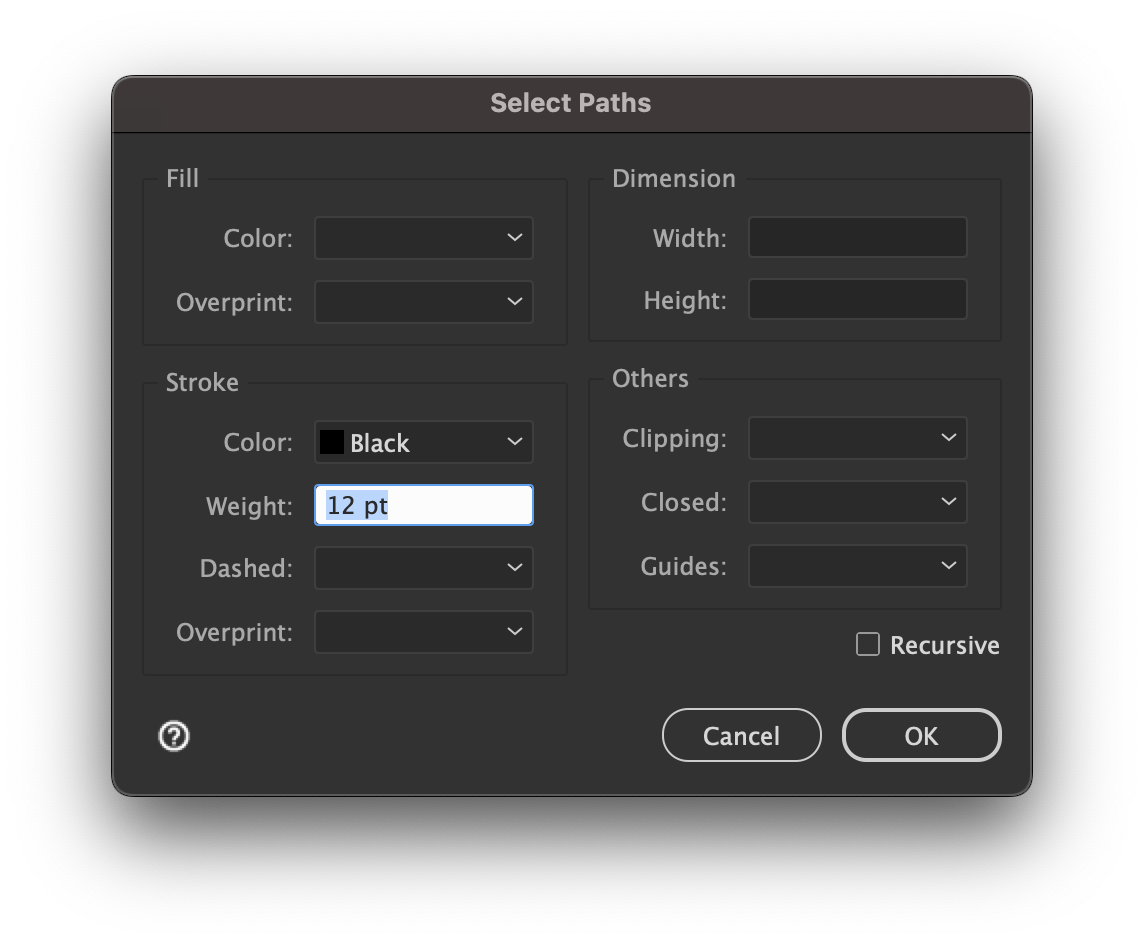 Select Paths
Fill
Color:
Overprint:
Stroke
Color: Black
Weight: 12 pt
Dashed:
Overprint:
Dimension
Width:
Height:
Others
Clipping:
Closed:
Guides:
Recursive
?
Cancel
OK